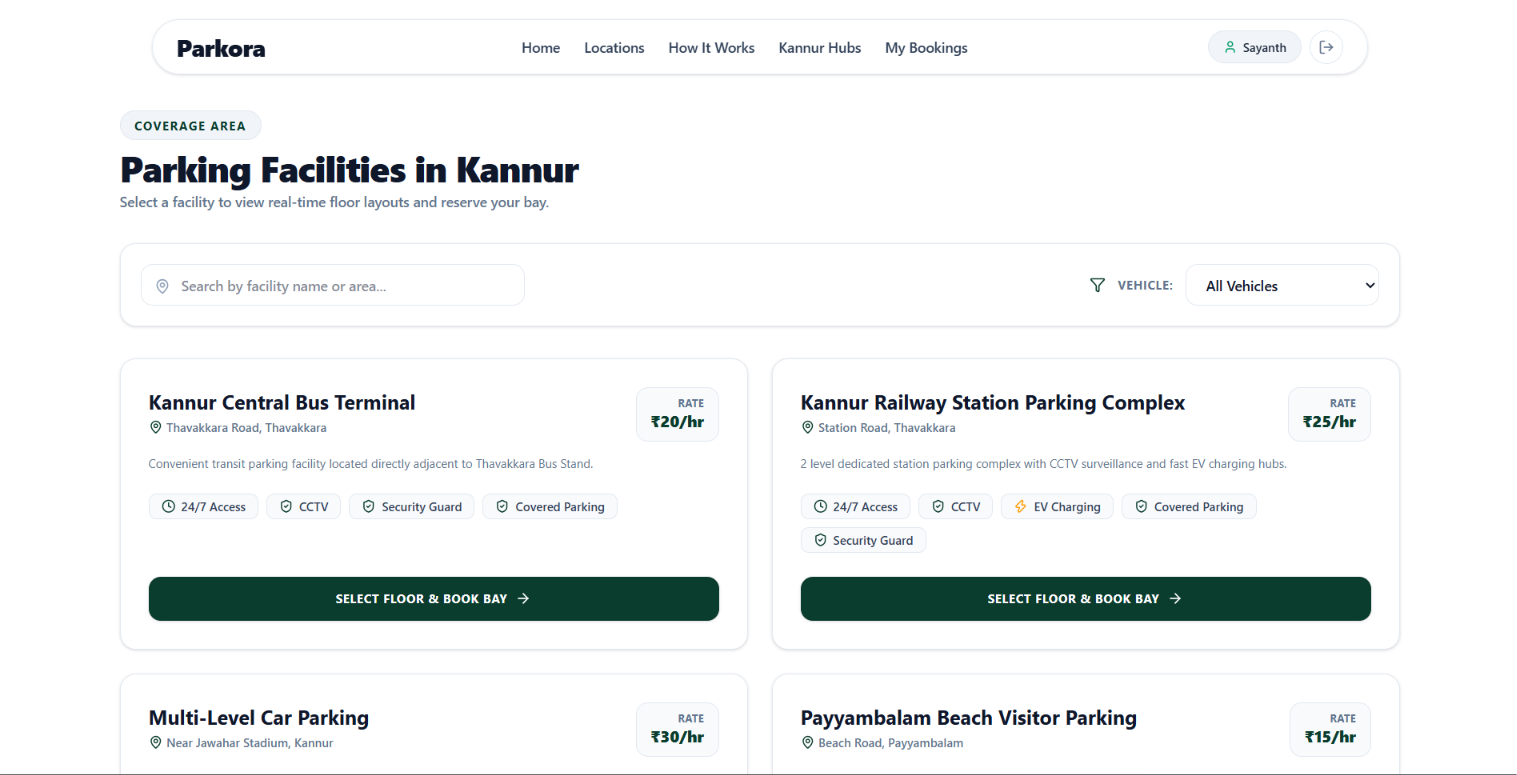 Parkora
Home Locations How It Works Kannur Hubs My Bookings
Sayanth
COVERAGE AREA
Parking Facilities in Kannur
Select a facility to view real-time floor layouts and reserve your bay.
Search by facility name or area...
VEHICLE: All Vehicles
Kannur Central Bus Terminal
Thavakkara Road, Thavakkara
RATE
₹20/hr
Convenient transit parking facility located directly adjacent to Thavakkara Bus Stand.
24/7 Access CCTV Security Guard Covered Parking
SELECT FLOOR & BOOK BAY
Kannur Railway Station Parking Complex
Station Road, Thavakkara
RATE
₹25/hr
2 level dedicated station parking complex with CCTV surveillance and fast EV charging hubs.
24/7 Access CCTV EV Charging Covered Parking
Security Guard
SELECT FLOOR & BOOK BAY
Multi-Level Car Parking
Near Jawahar Stadium, Kannur
RATE
₹30/hr
Payyambalam Beach Visitor Parking
Beach Road, Payyambalam
RATE
₹15/hr